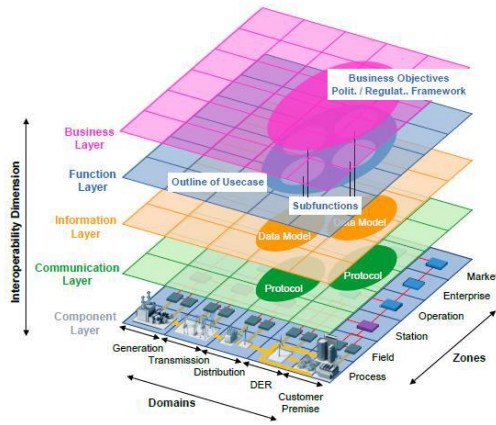 Business Objectives
Polit. / Regulat.. Framework
Interoperability Dimension
Business
Layer
Function
Layer
Outline of Usecase
Subfunctions
Information
Layer
Data Model
Data Model
Communication
Layer
Protocol
Protocol
Component
Layer
Market
Enterprise
Operation
Station
Field
Process
Zones
Generation
Transmission
Distribution
DER
Customer
Premise
Domains